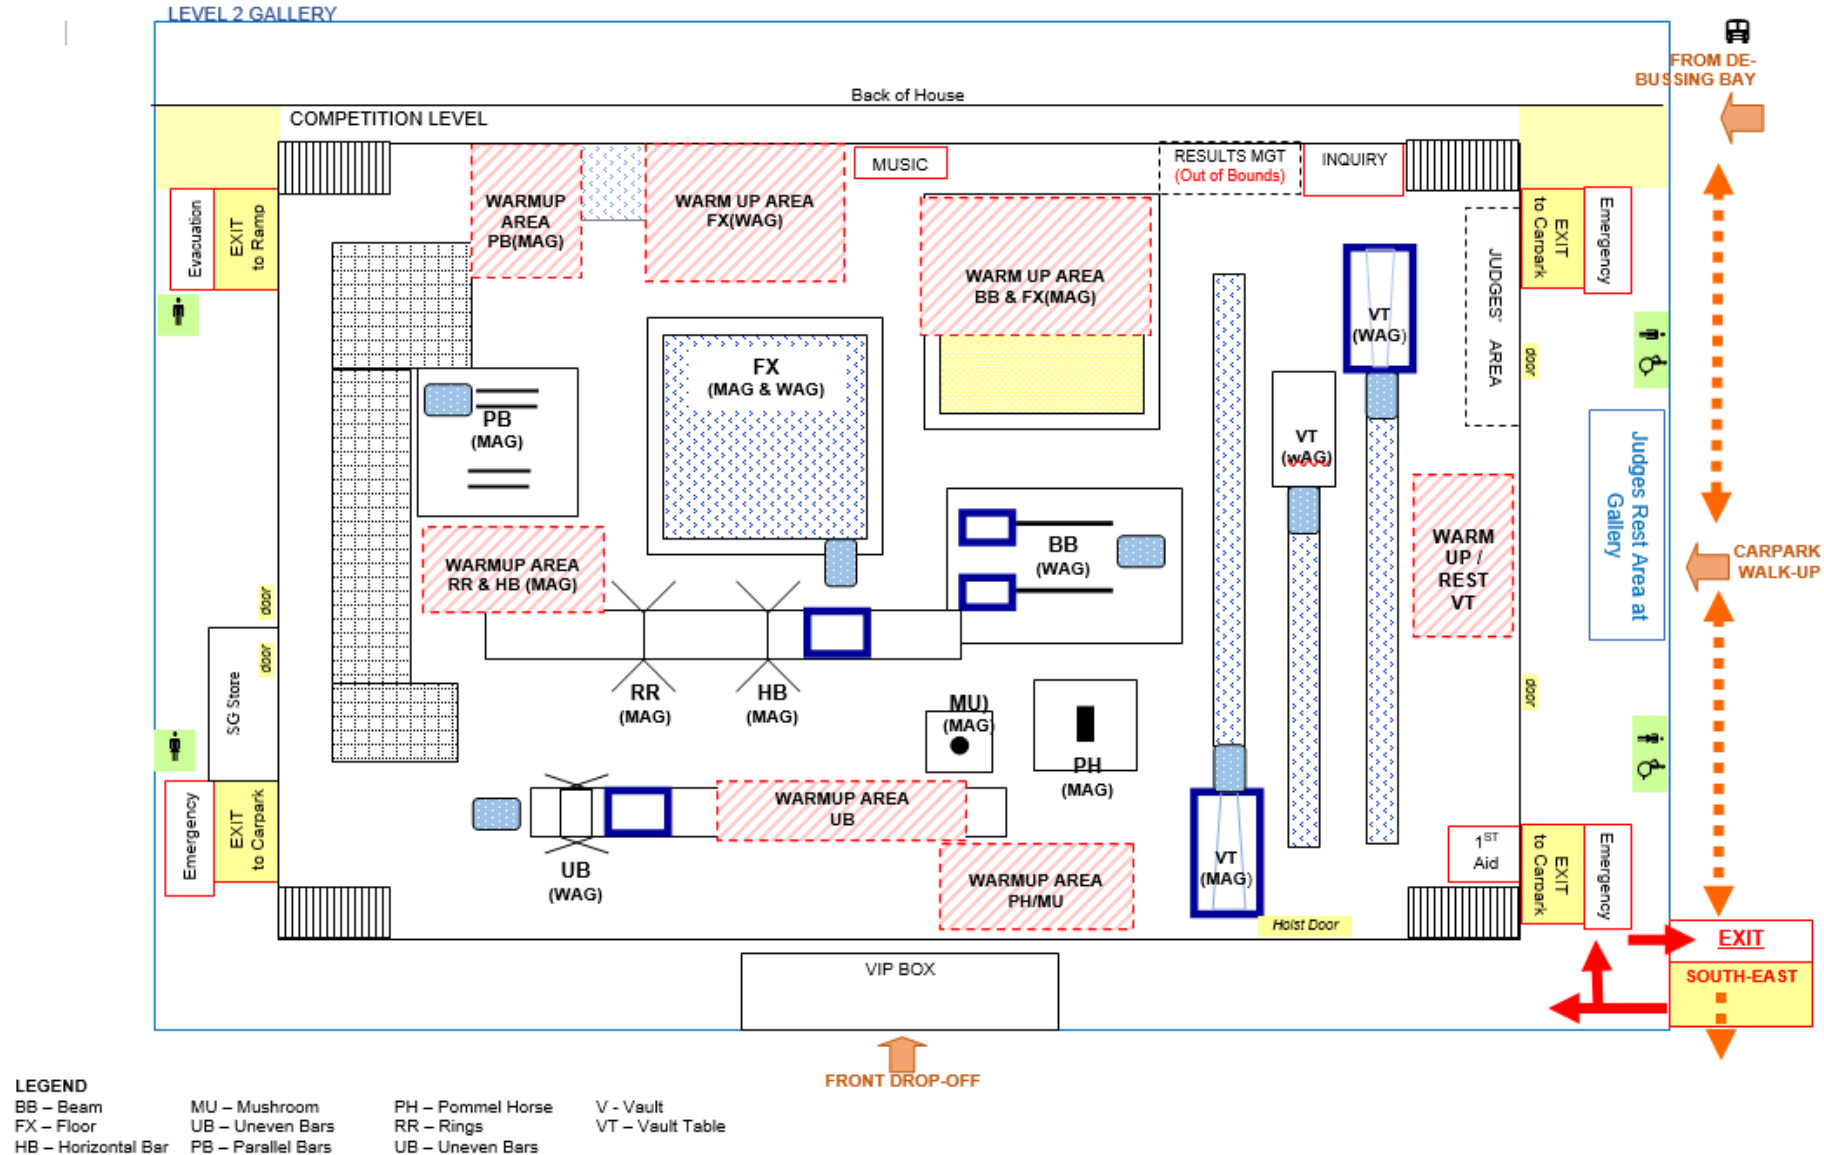 LEVEL 2 GALLERY
FROM DE-
BUSSING BAY
Back of House
COMPETITION LEVEL
MUSIC
RESULTS MGT
(Out of Bounds)
INQUIRY
WARMUP
AREA
PB(MAG)
WARM UP AREA
FX(WAG)
WARM UP AREA
BB & FX(MAG)
Evacuation
EXIT
to Ramp
JUDGES' AREA
EXIT
to Carpark
Emergency
VT
(WAG)
door
FX
(MAG & WAG)
PB
(MAG)
VT
(wAG)
Judges Rest Area at
Gallery
WARMUP AREA
RR & HB (MAG)
BB
(WAG)
WARM
UP /
REST
VT
CARPARK
WALK-UP
door
door
SG Store
RR
(MAG)
HB
(MAG)
MU)
(MAG)
PH
(MAG)
door
Emergency
EXIT
to Carpark
WARMUP AREA
UB
UB
(WAG)
WARMUP AREA
PH/MU
VT
(MAG)
1ST
Aid
EXIT
to Carpark
Emergency
Hoist Door
EXIT
SOUTH-EAST
VIP BOX
FRONT DROP-OFF
LEGEND
BB – Beam
FX – Floor
HB – Horizontal Bar
MU – Mushroom
UB – Uneven Bars
PB – Parallel Bars
PH – Pommel Horse
RR – Rings
UB – Uneven Bars
V - Vault
VT – Vault Table